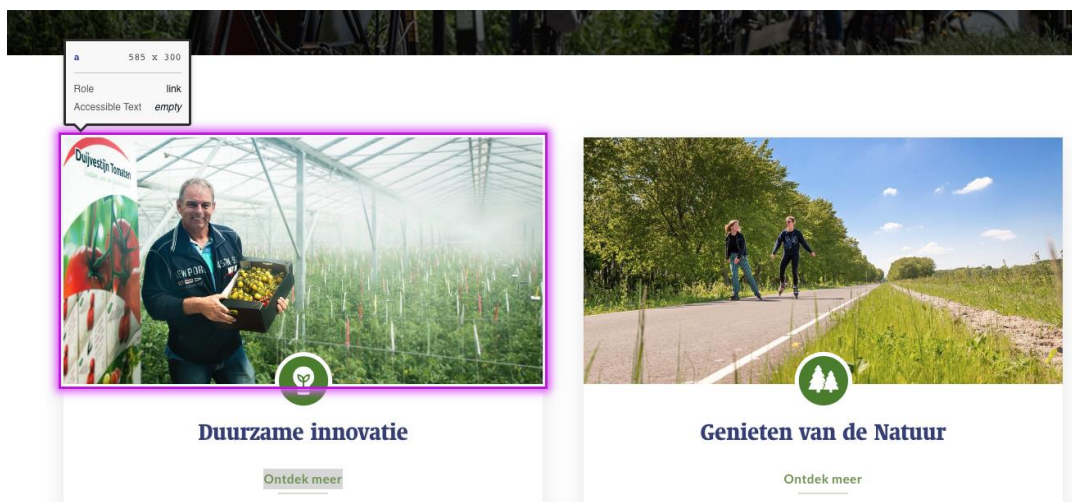 a 585 x 300
Role link
Accessible Text empty
Duijvestijn Tomaten
Duurzame innovatie
Genieten van de Natuur
Ontdek meer
Ontdek meer